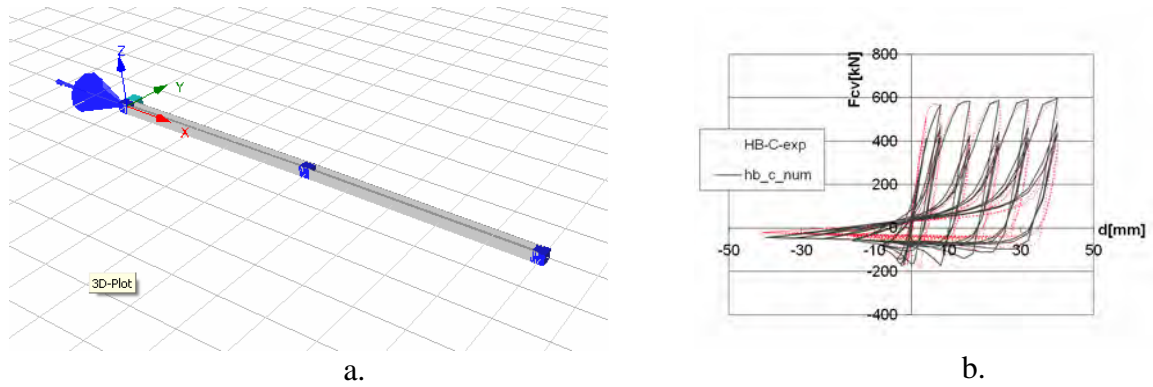 Z
Y
X
3D-Plot
a.
Fcv[kN]
800
600
400
200
0
-200
-400
-50
-30
-10
10
30
50
d[mm]
HB-C-exp
hb_c_num
b.